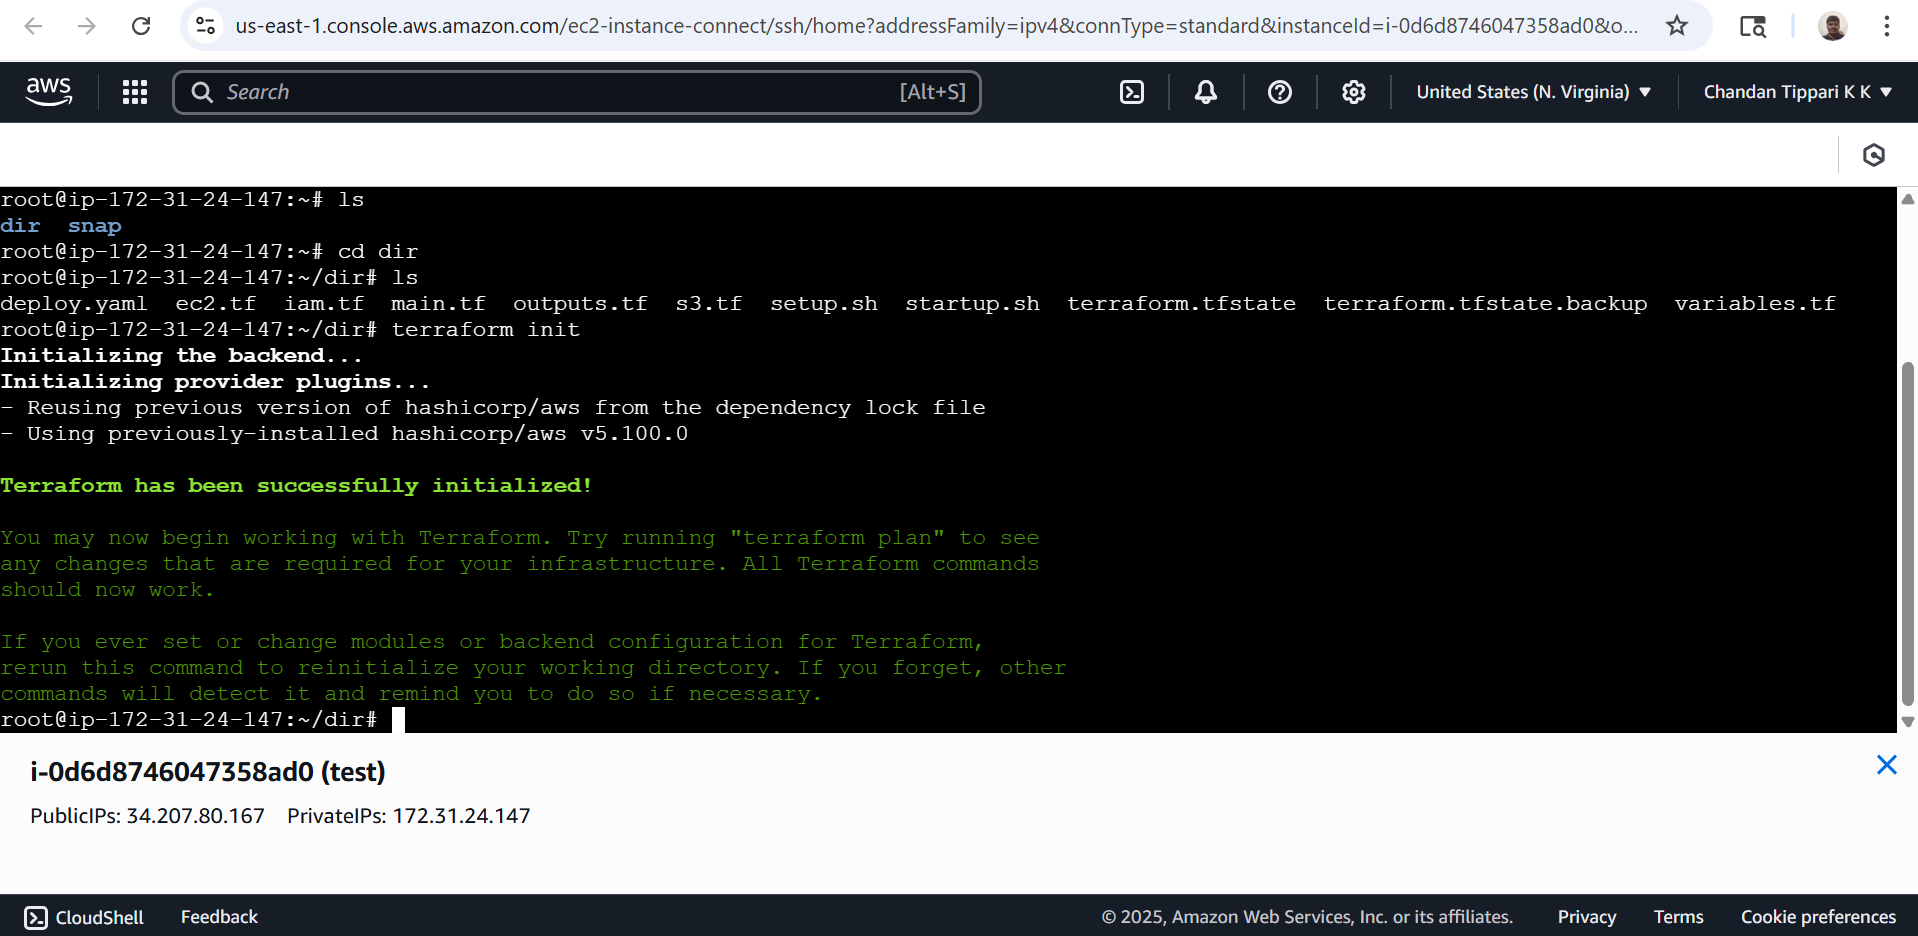 us-east-1.console.aws.amazon.com/ec2-instance-connect/ssh/home?addressFamily=ipv4&connType=standard&instanceId=i-0d6d8746047358ad0&o...
aws Search [Alt+S] United States (N. Virginia) Chandan Tippari K K
root@ip-172-31-24-147:~# ls
dir  snap
root@ip-172-31-24-147:~# cd dir
root@ip-172-31-24-147:~/dir# ls
deploy.yaml  ec2.tf  iam.tf  main.tf  outputs.tf  s3.tf  setup.sh  startup.sh  terraform.tfstate  terraform.tfstate.backup  variables.tf
root@ip-172-31-24-147:~/dir# terraform init
Initializing the backend...
Initializing provider plugins...
- Reusing previous version of hashicorp/aws from the dependency lock file
- Using previously-installed hashicorp/aws v5.100.0
Terraform has been successfully initialized!
You may now begin working with Terraform. Try running "terraform plan" to see
any changes that are required for your infrastructure. All Terraform commands
should now work.
If you ever set or change modules or backend configuration for Terraform,
rerun this command to reinitialize your working directory. If you forget, other
commands will detect it and remind you to do so if necessary.
root@ip-172-31-24-147:~/dir#
i-0d6d8746047358ad0 (test)
PublicIPs: 34.207.80.167 PrivateIPs: 172.31.24.147
CloudShell Feedback © 2025, Amazon Web Services, Inc. or its affiliates. Privacy Terms Cookie preferences